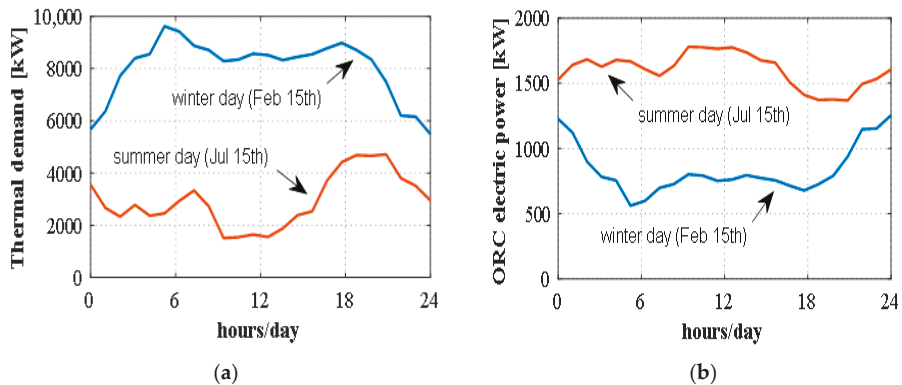 Thermal demand [kW]
10,000
8000
6000
4000
2000
0
winter day (Feb 15th)
summer day (Jul 15th)
0 6 12 18 24
hours/day
(a)
ORC electric power [kW]
2000
1500
1000
500
0
summer day (Jul 15th)
winter day (Feb 15th)
0 6 12 18 24
hours/day
(b)